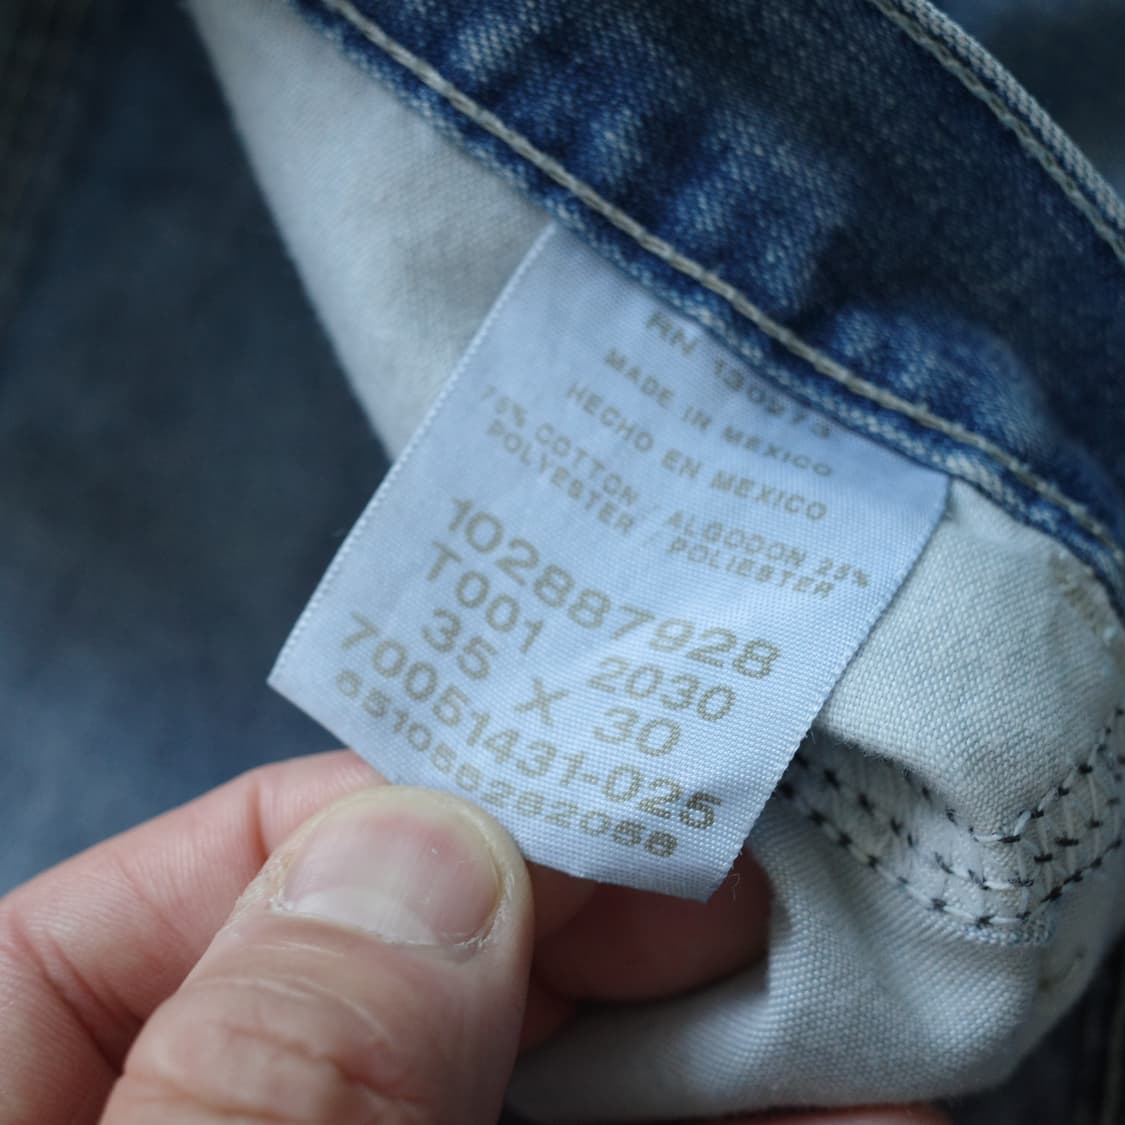 RN 130973
MADE IN MEXICO
HECHO EN MEXICO
75% COTTON / ALGODON 25%
POLYESTER / POLIESTER
102887928
T001 2030
35 X 30
70051431-025